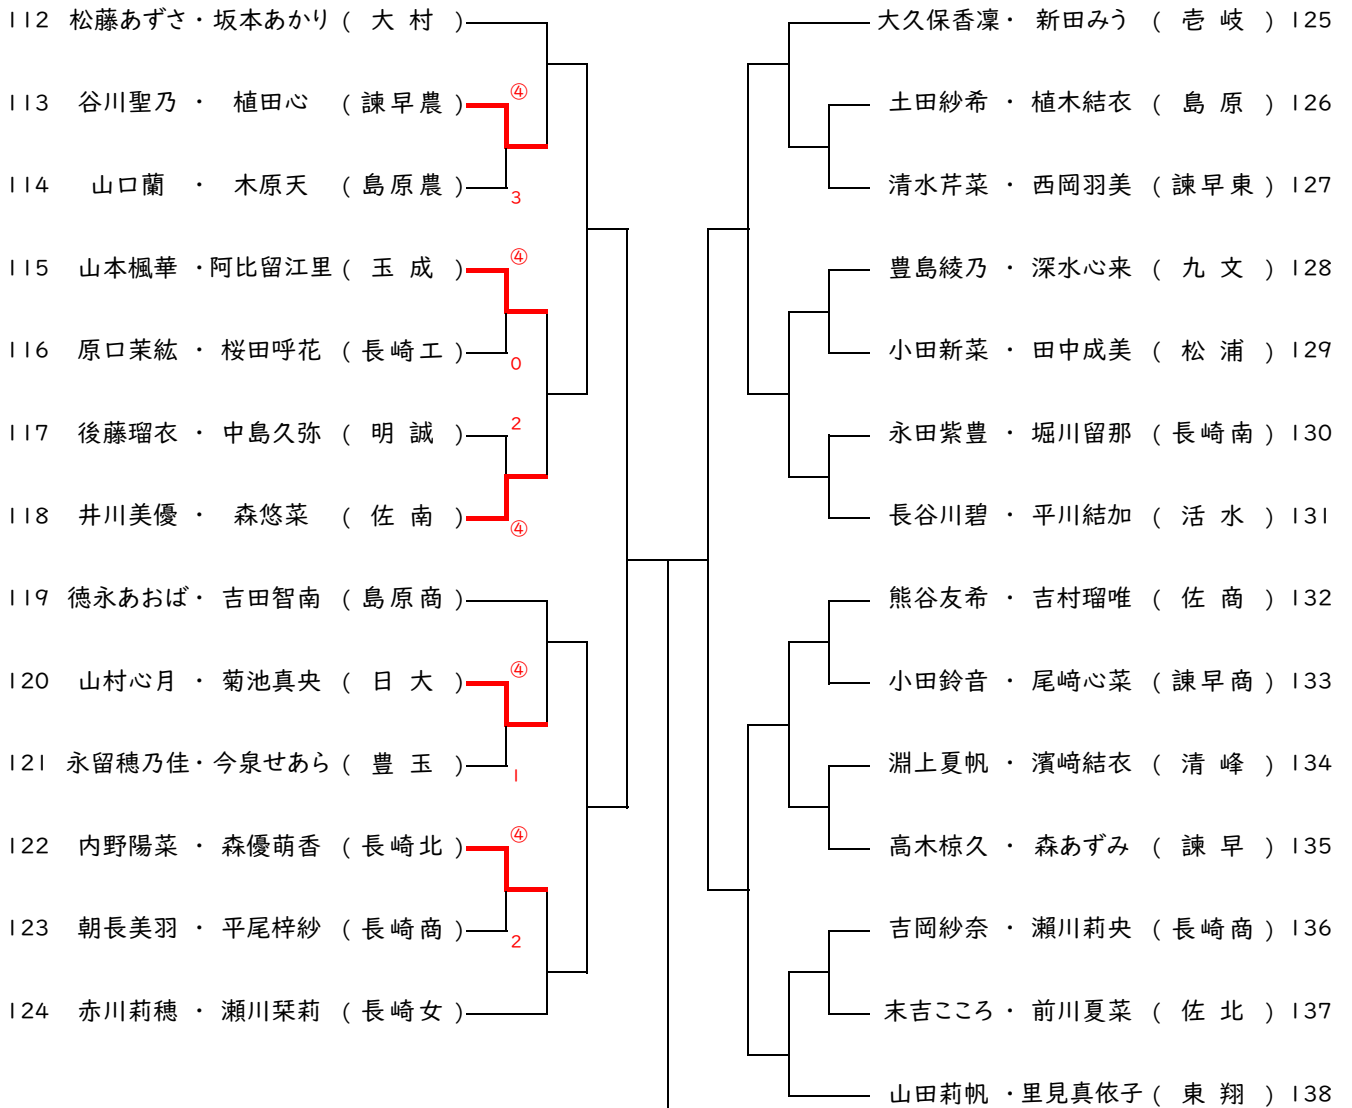 112 松藤あずさ・坂本あかり ( 大 村 )
④
113 谷川聖乃 ・ 植田心 ( 諫早農 )
114 山口蘭 ・ 木原天 ( 島原農 )
3
④
115 山本楓華 ・阿比留江里 ( 玉 成 )
116 原口茉紘 ・ 桜田呼花 ( 長崎工 )
0
2
117 後藤瑠衣 ・ 中島久弥 ( 明 誠 )
118 井川美優 ・ 森悠菜 ( 佐 南 )
④
119 徳永あおば・ 吉田智南 ( 島原商 )
④
120 山村心月 ・ 菊池真央 ( 日 大 )
121 永留穂乃佳・今泉せあら ( 豊 玉 )
1
④
122 内野陽菜 ・ 森優萌香 ( 長崎北 )
123 朝長美羽 ・ 平尾梓紗 ( 長崎商 )
2
124 赤川莉穂 ・ 瀬川栞莉 ( 長崎女 )
大久保香凜・ 新田みう ( 壱 岐 ) 125
土田紗希 ・ 植木結衣 ( 島 原 ) 126
清水芹菜 ・ 西岡羽美 ( 諫早東 ) 127
豊島綾乃 ・ 深水心来 ( 九 文 ) 128
小田新菜 ・ 田中成美 ( 松 浦 ) 129
永田紫豊 ・ 堀川留那 ( 長崎南 ) 130
長谷川碧 ・ 平川結加 ( 活 水 ) 131
熊谷友希 ・ 吉村瑠唯 ( 佐 商 ) 132
小田鈴音 ・ 尾﨑心菜 ( 諫早商 ) 133
淵上夏帆 ・ 濱﨑結衣 ( 清 峰 ) 134
高木椋久 ・ 森あずみ ( 諫 早 ) 135
吉岡紗奈 ・ 瀨川莉央 ( 長崎商 ) 136
末吉こころ・ 前川夏菜 ( 佐 北 ) 137
山田莉帆 ・里見真依子 ( 東 翔 ) 138